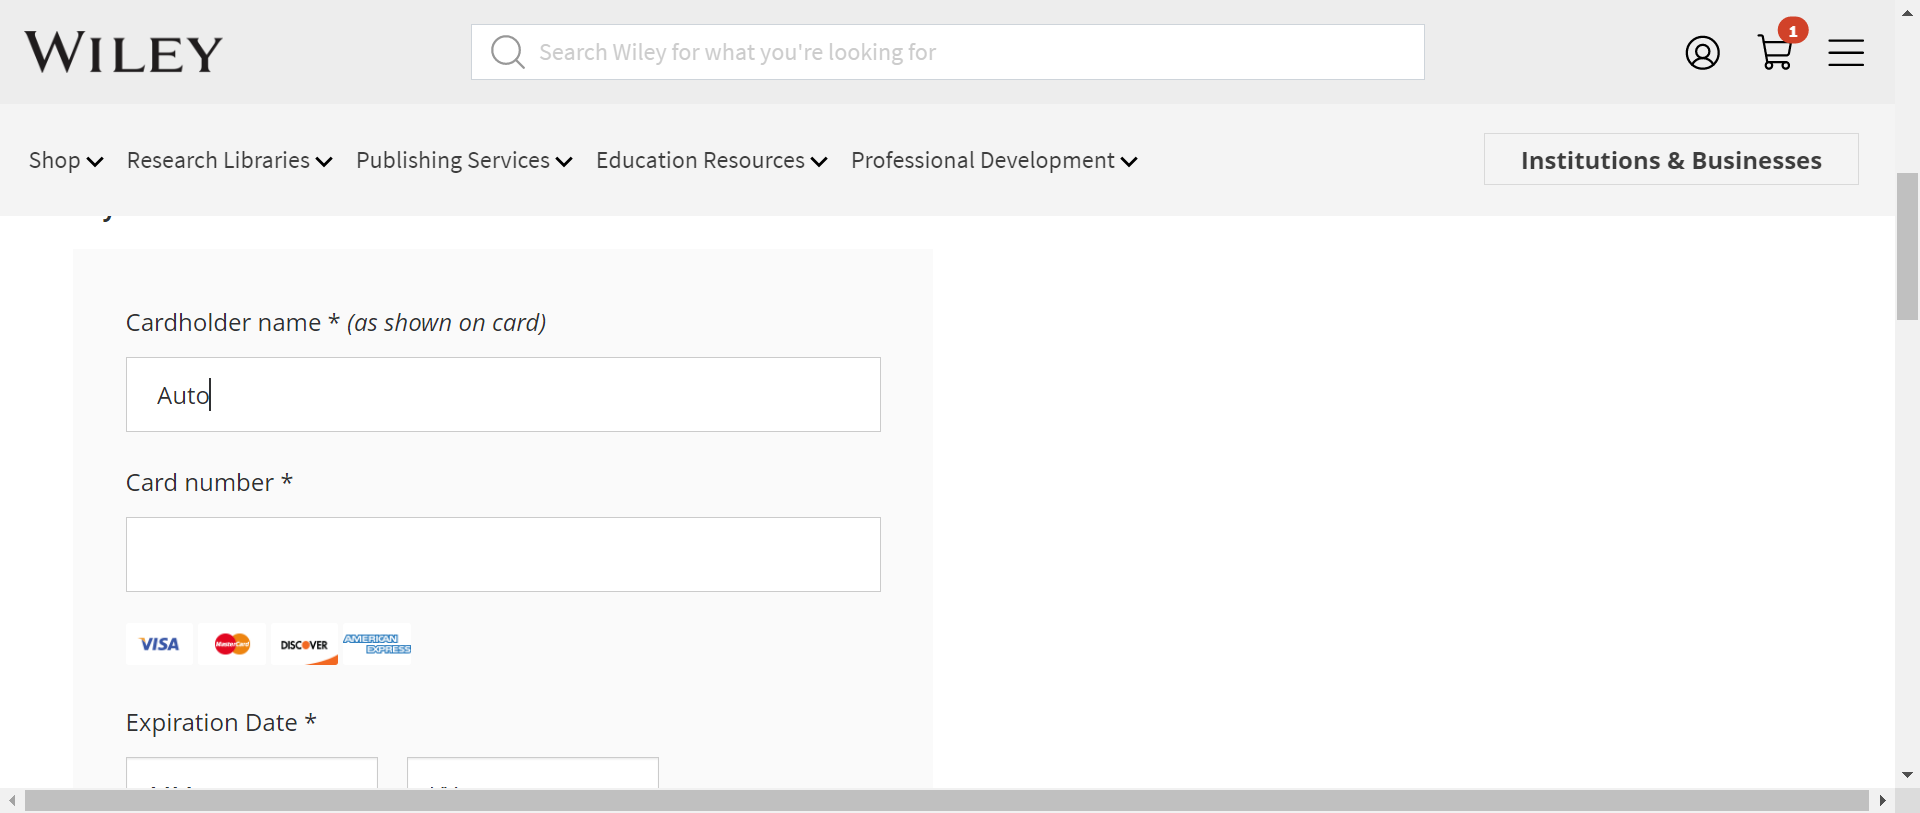 WILEY
Search Wiley for what you're looking for
1
Shop
Research Libraries
Publishing Services
Education Resources
Professional Development
Institutions & Businesses
Cardholder name * (as shown on card)
Auto
Card number *
VISA
MasterCard
DISCOVER
AMERICAN EXPRESS
Expiration Date *